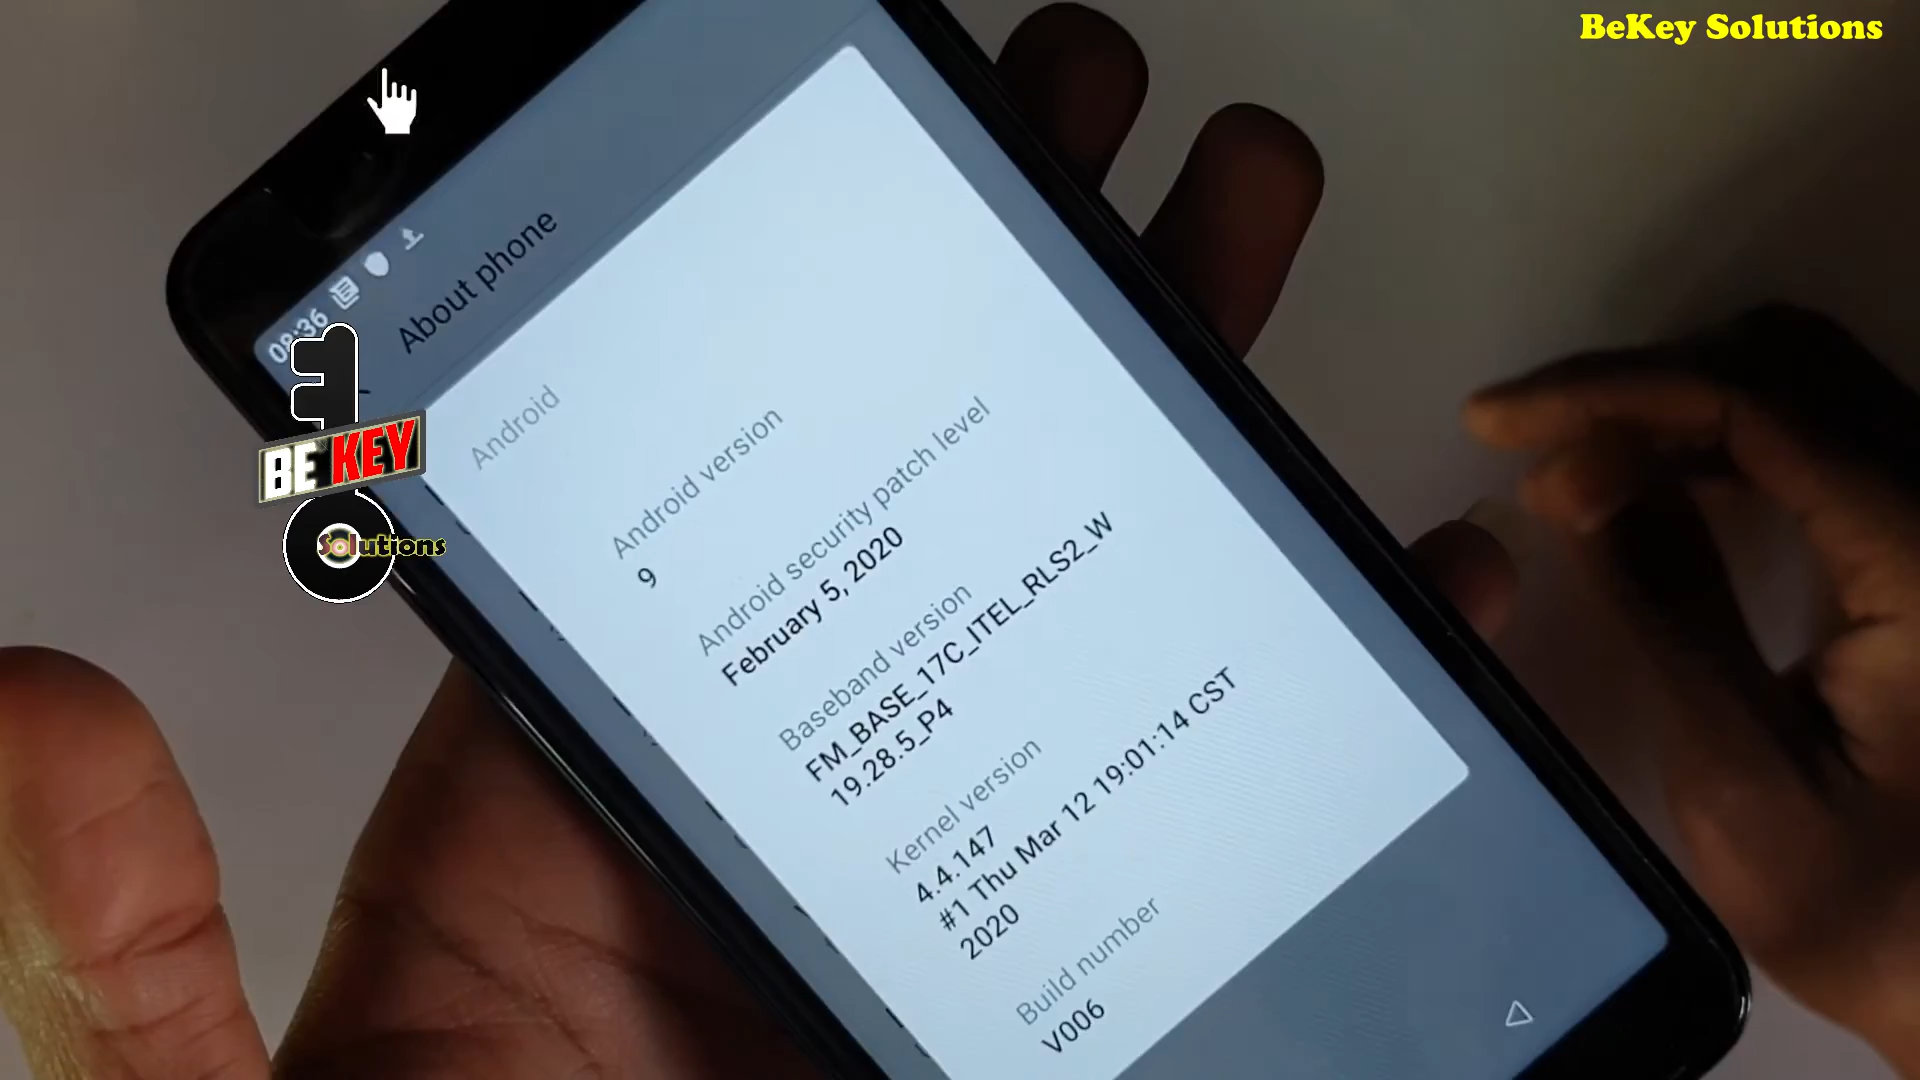 BeKey Solutions
08:36
About phone
BE KEY
Solutions
Android
Android version
9
Android security patch level
February 5, 2020
Baseband version
FM_BASE_17C_ITEL_RLS2_W
19.28.5_P4
Kernel version
4.4.147
#1 Thu Mar 12 19:01:14 CST
2020
Build number
V006